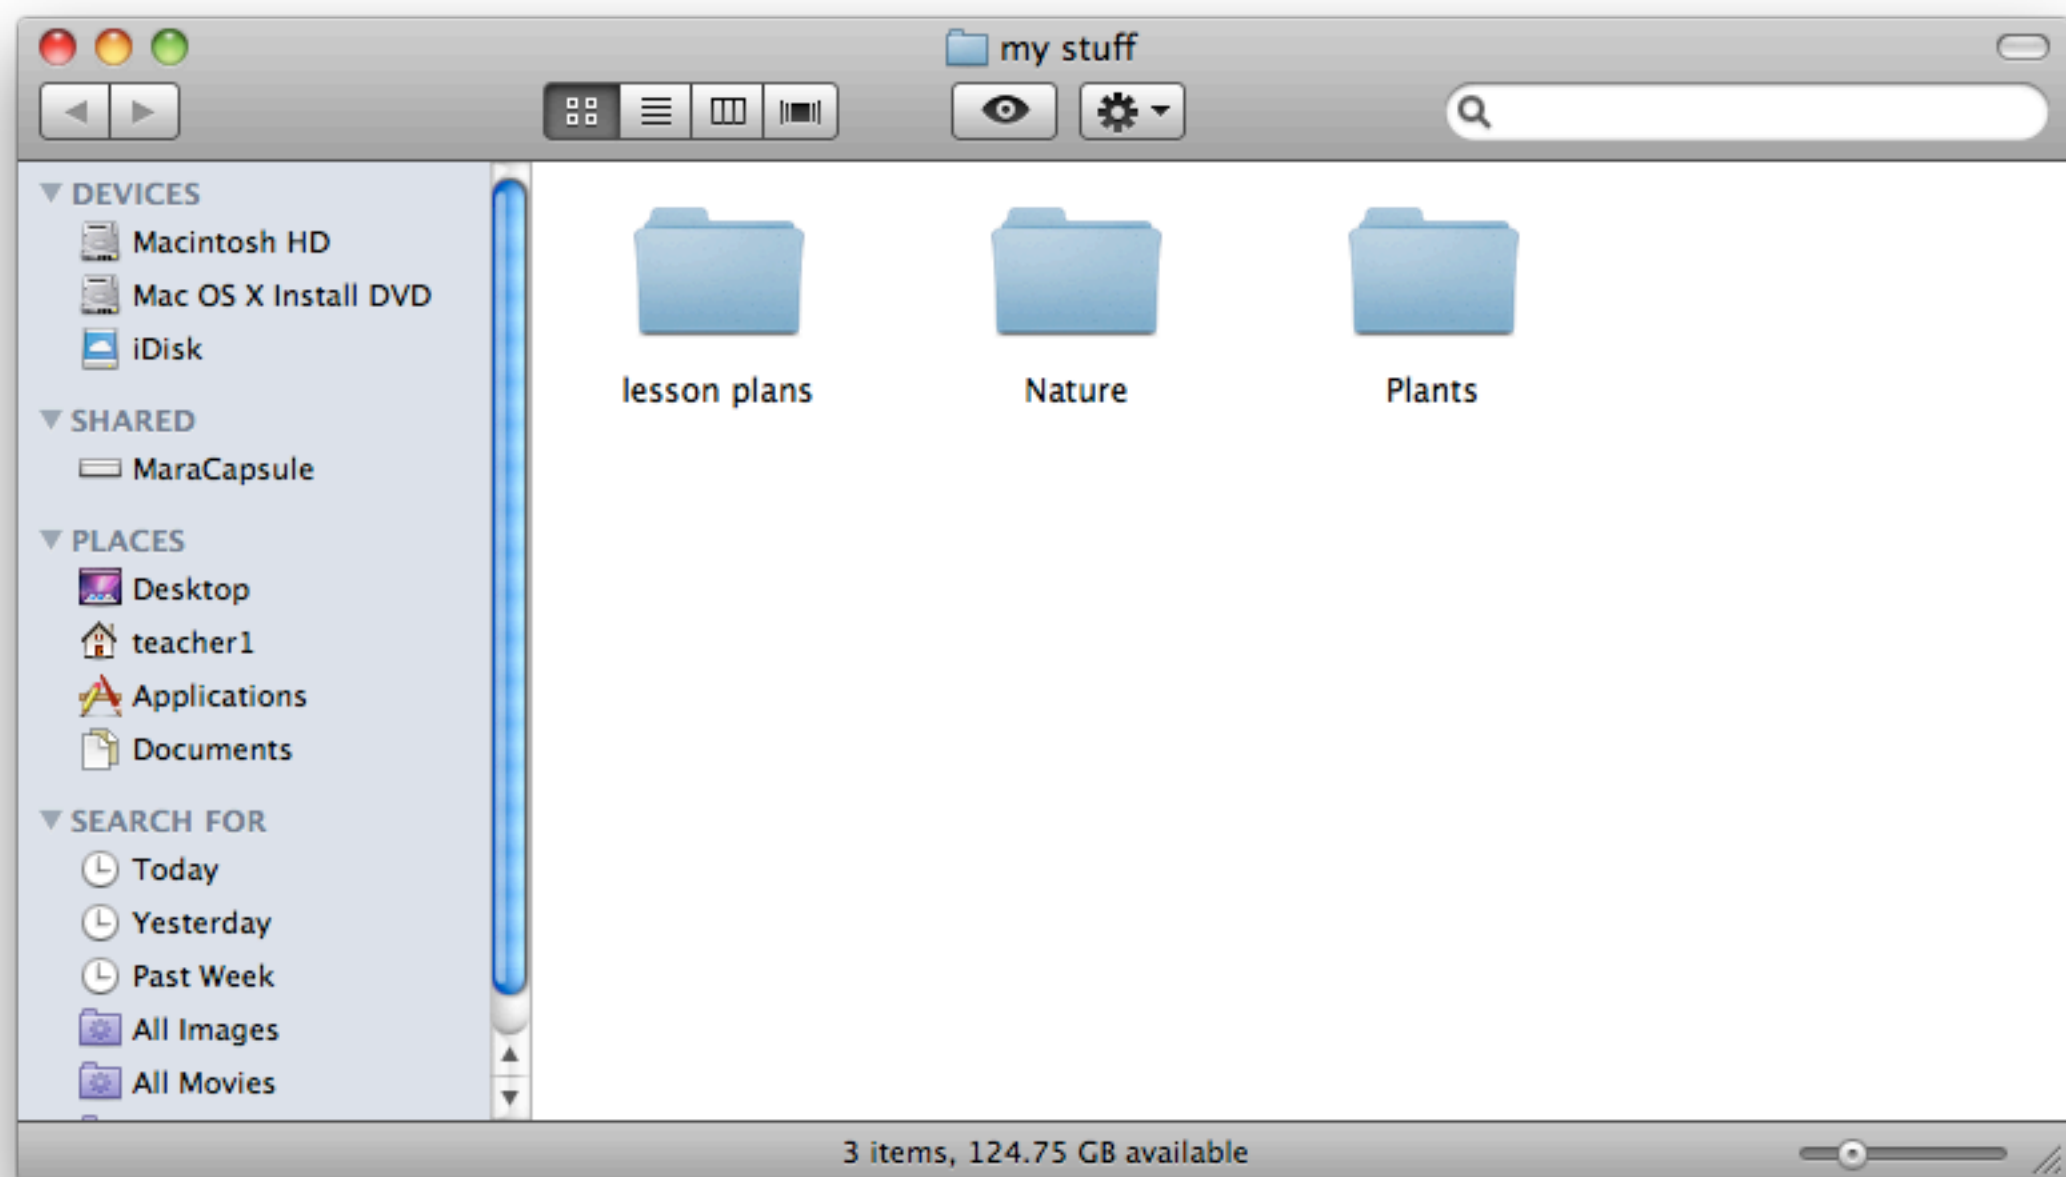 my stuff
DEVICES
Macintosh HD
Mac OS X Install DVD
iDisk
SHARED
MaraCapsule
PLACES
Desktop
teacher1
Applications
Documents
SEARCH FOR
Today
Yesterday
Past Week
All Images
All Movies
lesson plans
Nature
Plants
3 items, 124.75 GB available